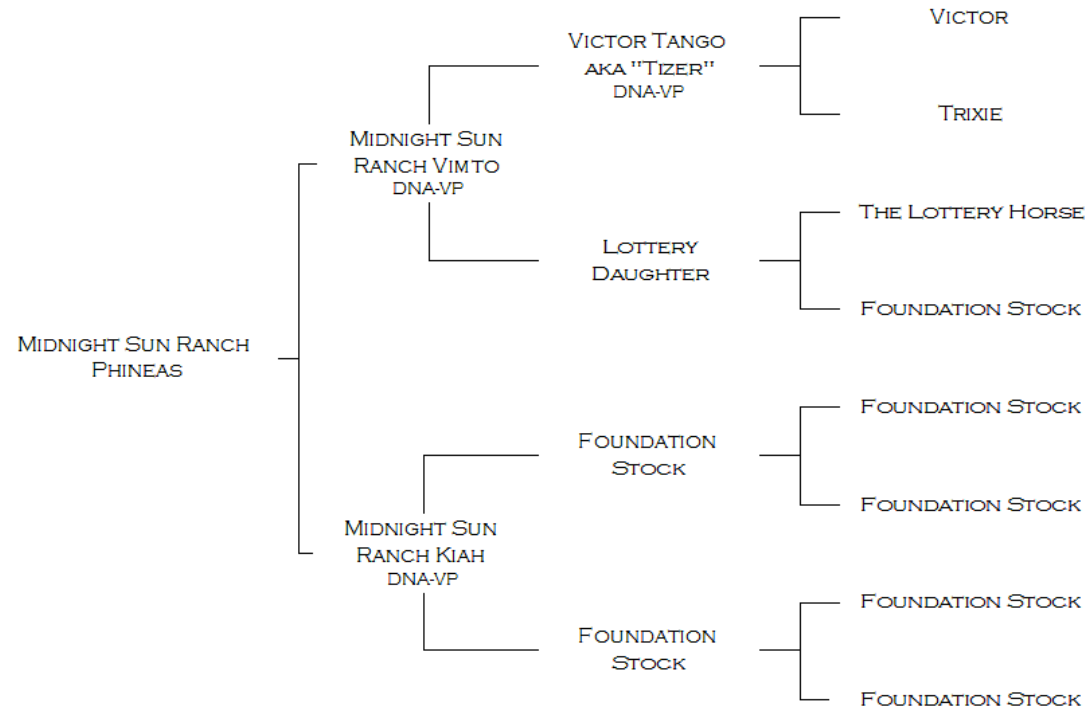 Victor
Victor Tango
aka "Tizer"
DNA-VP
Trixie
Midnight Sun
Ranch Vimto
DNA-VP
The Lottery Horse
Lottery
Daughter
Foundation Stock
Midnight Sun Ranch
Phineas
Foundation Stock
Foundation
Stock
Foundation Stock
Midnight Sun
Ranch Kiah
DNA-VP
Foundation Stock
Foundation
Stock
Foundation Stock